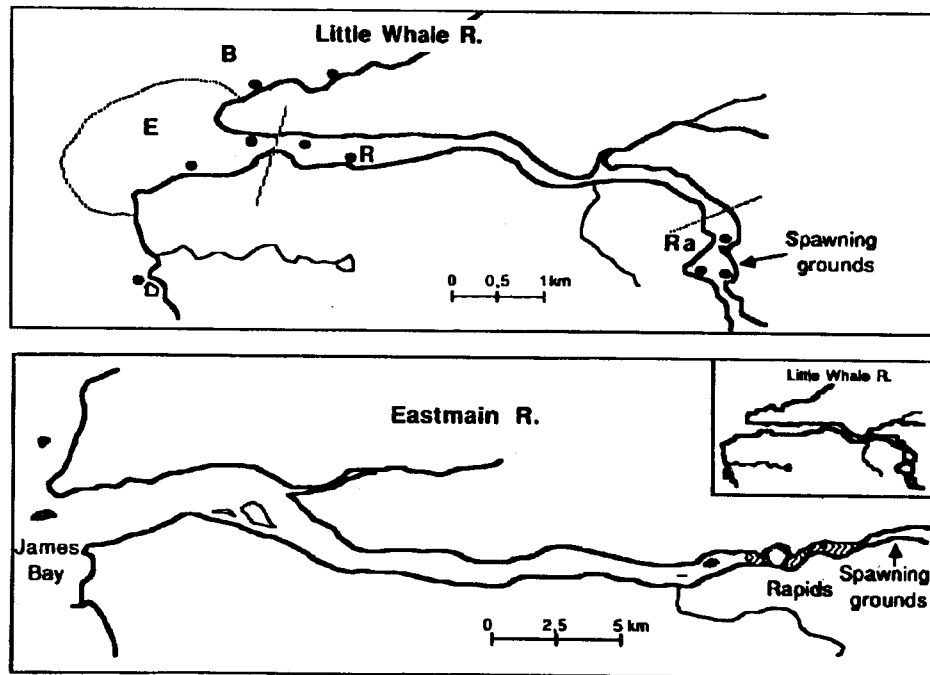 Little Whale R.
B
E
R
Ra
Spawning
grounds
0 0,5 1km
Little Whale R.
Eastmain R.
James
Bay
Rapids
Spawning
grounds
0 2,5 5 km